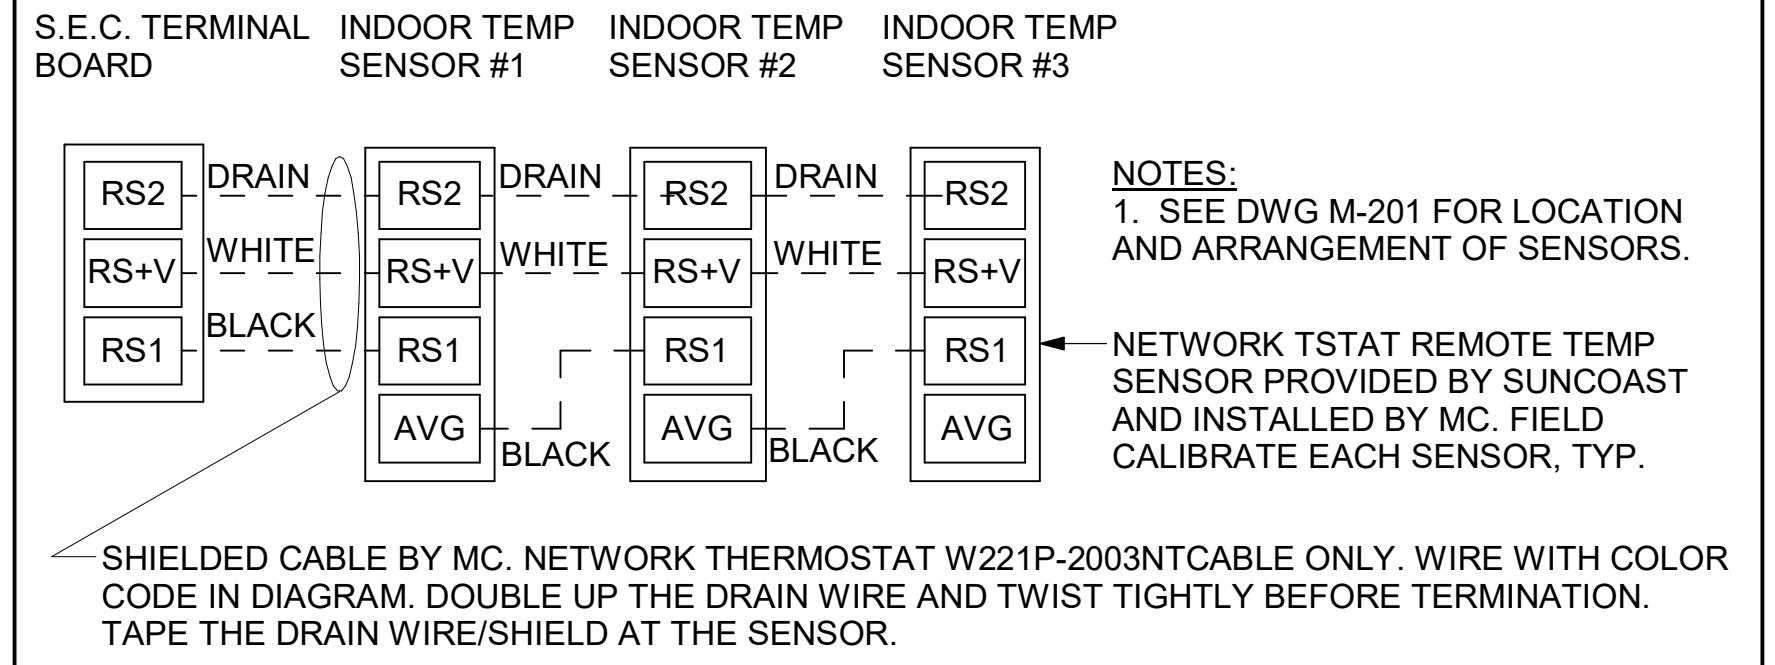 S.E.C. TERMINAL BOARD
INDOOR TEMP SENSOR #1
INDOOR TEMP SENSOR #2
INDOOR TEMP SENSOR #3
RS2 DRAIN RS2 DRAIN RS2 DRAIN RS2
RS+V WHITE RS+V WHITE RS+V WHITE RS+V
RS1 BLACK RS1 RS1 RS1
AVG BLACK AVG BLACK AVG
NOTES:
1. SEE DWG M-201 FOR LOCATION
AND ARRANGEMENT OF SENSORS.
NETWORK TSTAT REMOTE TEMP
SENSOR PROVIDED BY SUNCOAST
AND INSTALLED BY MC. FIELD
CALIBRATE EACH SENSOR, TYP.
SHIELDED CABLE BY MC. NETWORK THERMOSTAT W221P-2003NTCABLE ONLY. WIRE WITH COLOR
CODE IN DIAGRAM. DOUBLE UP THE DRAIN WIRE AND TWIST TIGHTLY BEFORE TERMINATION.
TAPE THE DRAIN WIRE/SHIELD AT THE SENSOR.